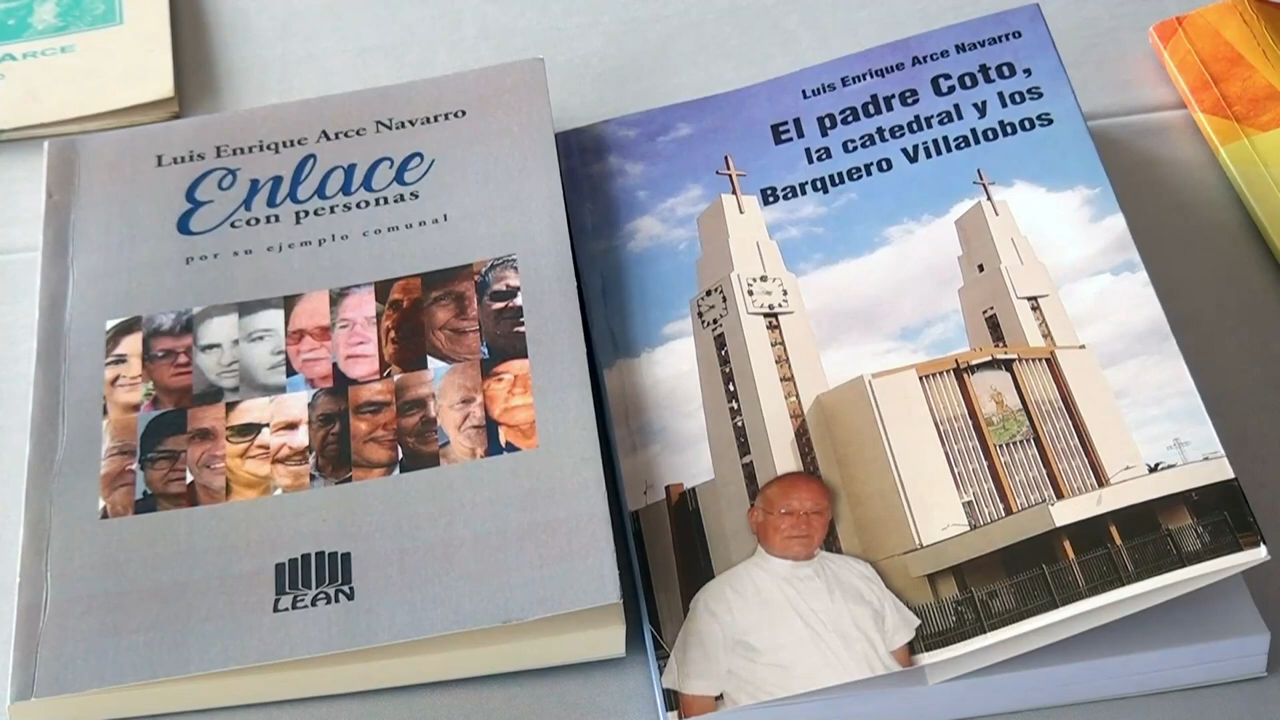 ARCE
Luis Enrique Arce Navarro
Enlace
con personas
por su ejemplo comunal
LEAN
Luis Enrique Arce Navarro
El padre Coto,
la catedral y los
Barquero Villalobos